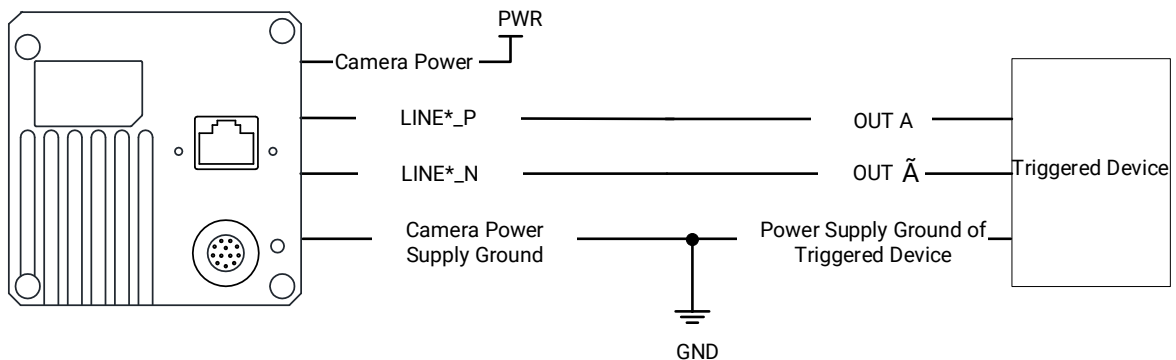 PWR
Camera Power
LINE*_P
OUT A
LINE*_N
OUT Ã
Triggered Device
Camera Power
Supply Ground
Power Supply Ground of
Triggered Device
GND